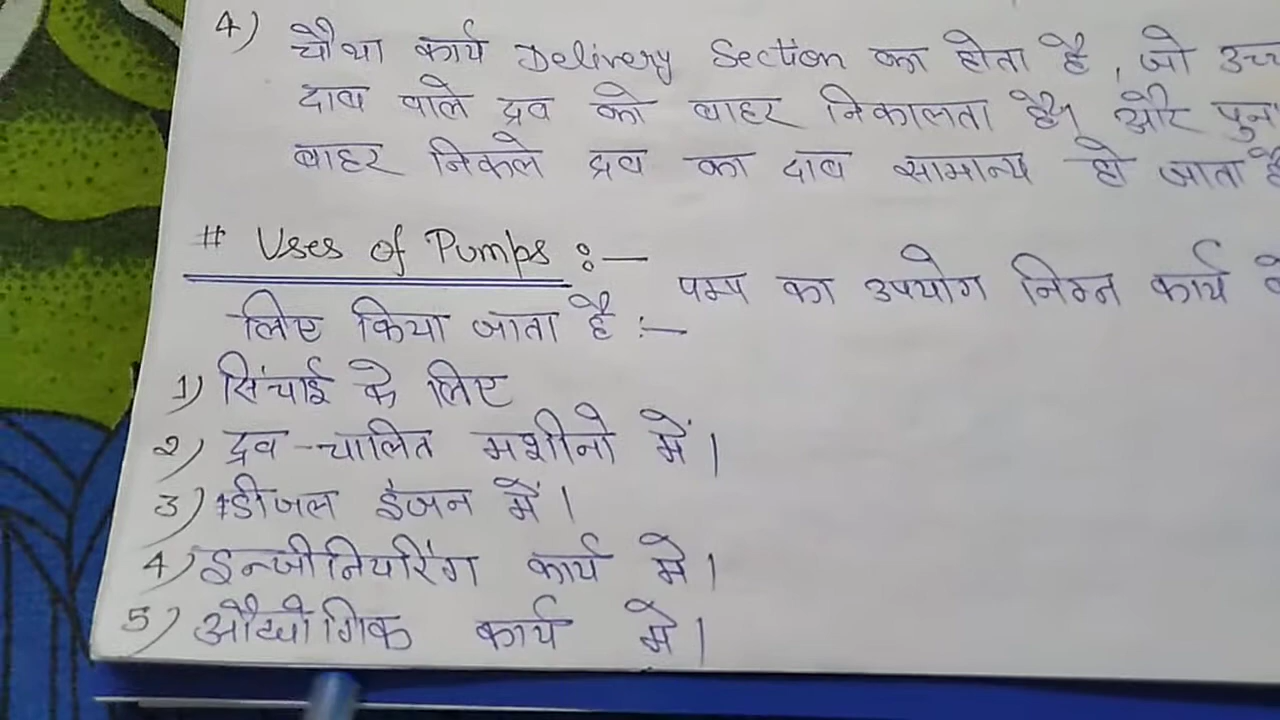 4) चौथा कार्य Delivery Section का होता है, जो उच्च
दाव वाले द्रव को बाहर निकालता है। और पुन
बाहर निकले द्रव का दाव सामान्य हो जाता है
# Uses of Pumps :—
पम्प का उपयोग निम्न कार्य के
लिए किया जाता है :—
1) सिंचाई के लिए
2) द्रव-चालित मशीनो में।
3) डीजल इंजन में।
4) इन्जीनियरिंग कार्य मे।
5) औद्योगिक कार्य मे।